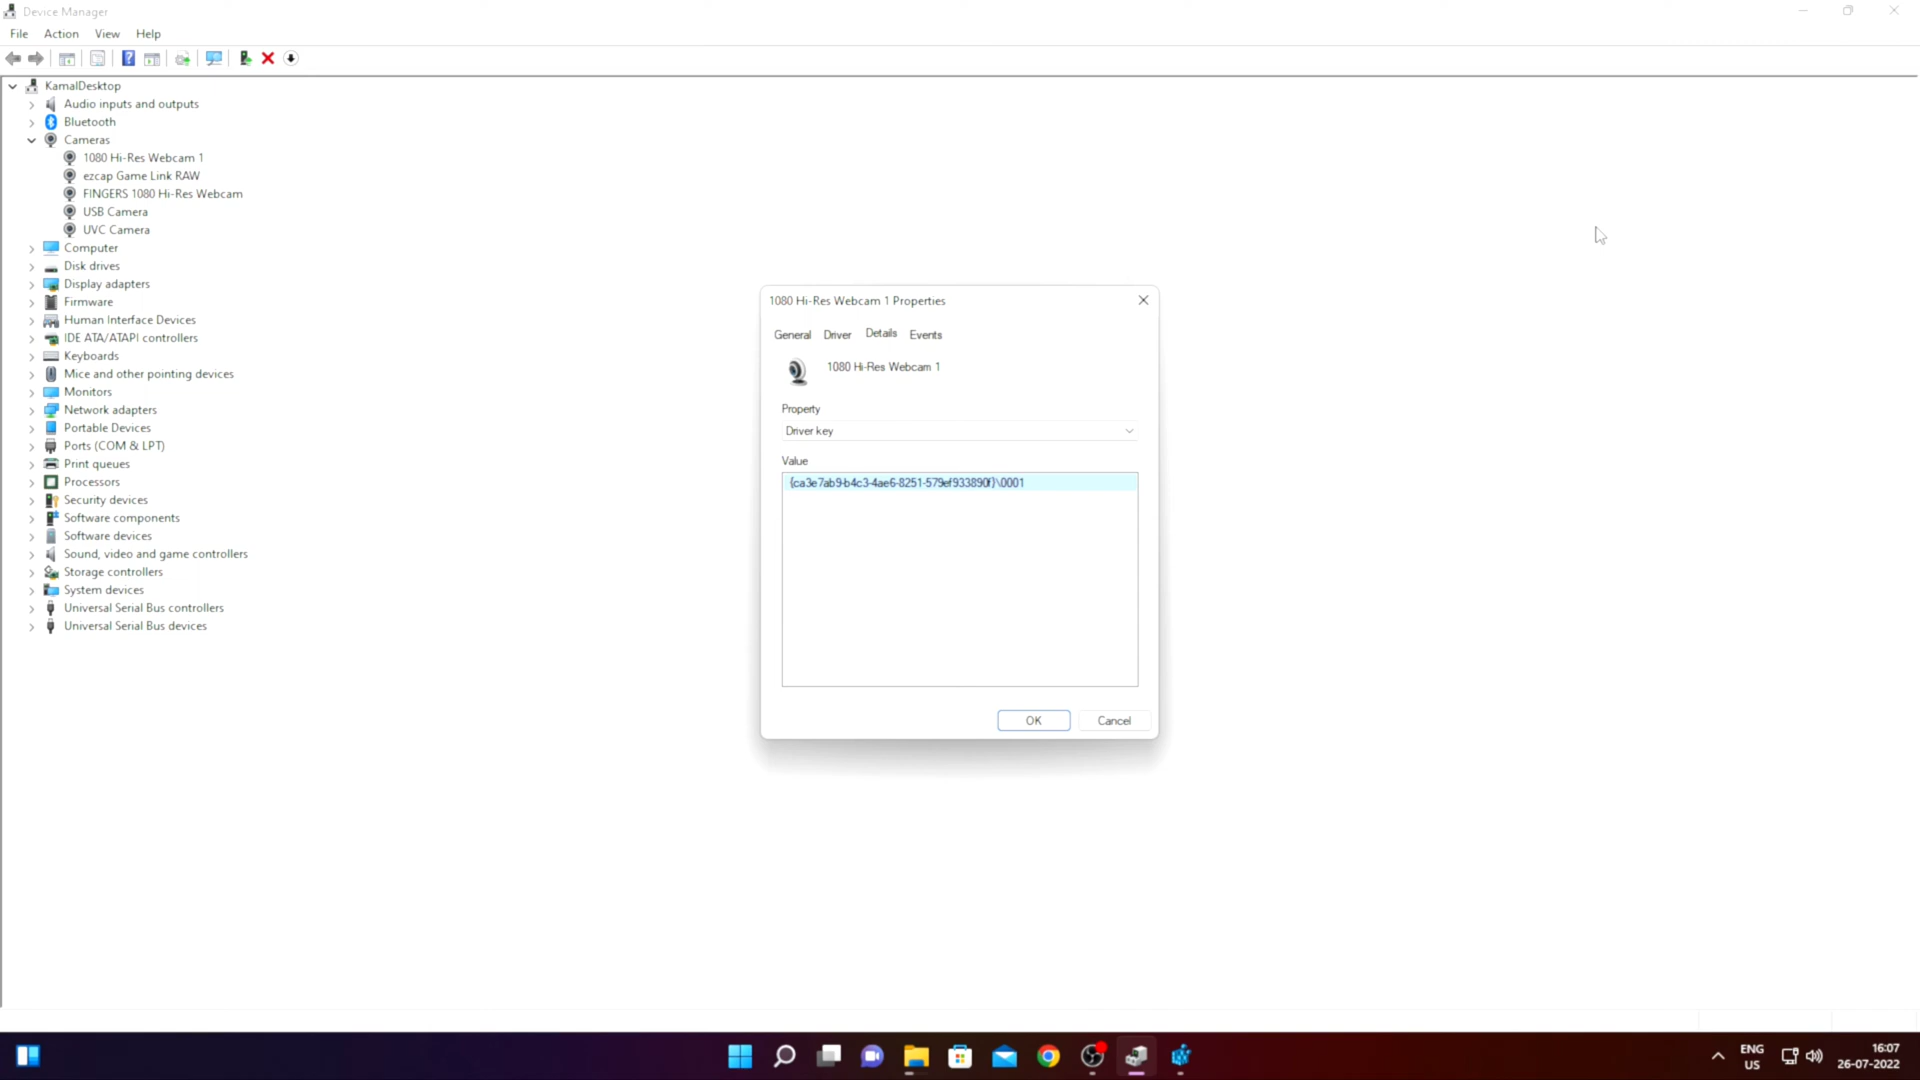 Device Manager
File Action View Help
KamalDesktop
Audio inputs and outputs
Bluetooth
Cameras
1080 Hi-Res Webcam 1
ezcap Game Link RAW
FINGERS 1080 Hi-Res Webcam
USB Camera
UVC Camera
Computer
Disk drives
Display adapters
Firmware
Human Interface Devices
IDE ATA/ATAPI controllers
Keyboards
Mice and other pointing devices
Monitors
Network adapters
Portable Devices
Ports (COM & LPT)
Print queues
Processors
Security devices
Software components
Software devices
Sound, video and game controllers
Storage controllers
System devices
Universal Serial Bus controllers
Universal Serial Bus devices
1080 Hi-Res Webcam 1 Properties
General Driver Details Events
1080 Hi-Res Webcam 1
Property
Driver key
Value
{ca3e7ab9-b4c3-4ae6-8251-579ef933890f}\0001
OK Cancel
ENG
US
16:07
26-07-2022